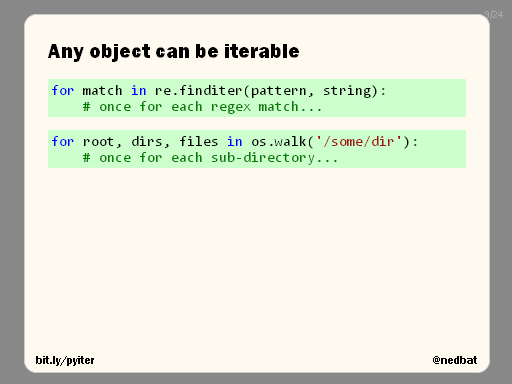 9/24
Any object can be iterable
for match in re.finditer(pattern, string):
    # once for each regex match...
for root, dirs, files in os.walk('/some/dir'):
    # once for each sub-directory...
bit.ly/pyiter
@nedbat